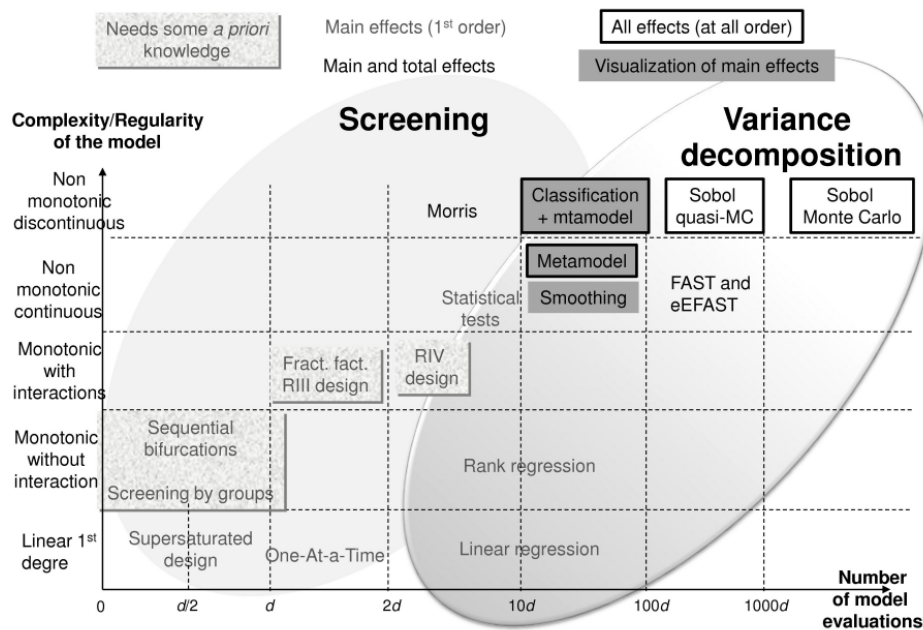 Needs some a priori
knowledge
Main effects (1st order)
All effects (at all order)
Main and total effects
Visualization of main effects
Complexity/Regularity
of the model
Screening
Variance
decomposition
Non
monotonic
discontinuous
Morris
Classification
+ mtamodel
Sobol
quasi-MC
Sobol
Monte Carlo
Non
monotonic
continuous
Metamodel
Statistical
tests
Smoothing
FAST and
eEFAST
Monotonic
with
interactions
Fract. fact.
RIII design
RIV
design
Monotonic
without
interaction
Sequential
bifurcations
Screening by groups
Rank regression
Linear 1st
degre
Supersaturated
design
One-At-a-Time
Linear regression
0
d/2
d
2d
10d
100d
1000d
Number
of model
evaluations